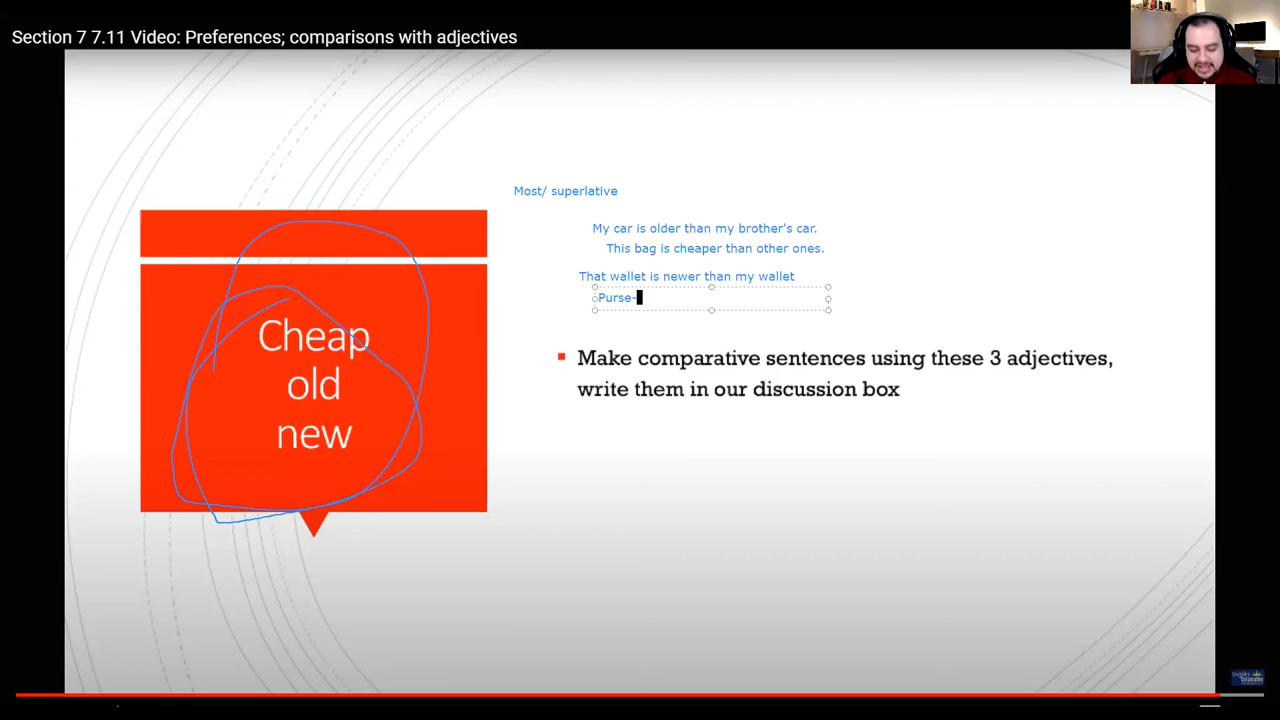 Section 7 7.11 Video: Preferences; comparisons with adjectives
Most/ superlative
My car is older than my brother's car.
This bag is cheaper than other ones.
That wallet is newer than my wallet
Purse-
Cheap
old
new
Make comparative sentences using these 3 adjectives,
write them in our discussion box